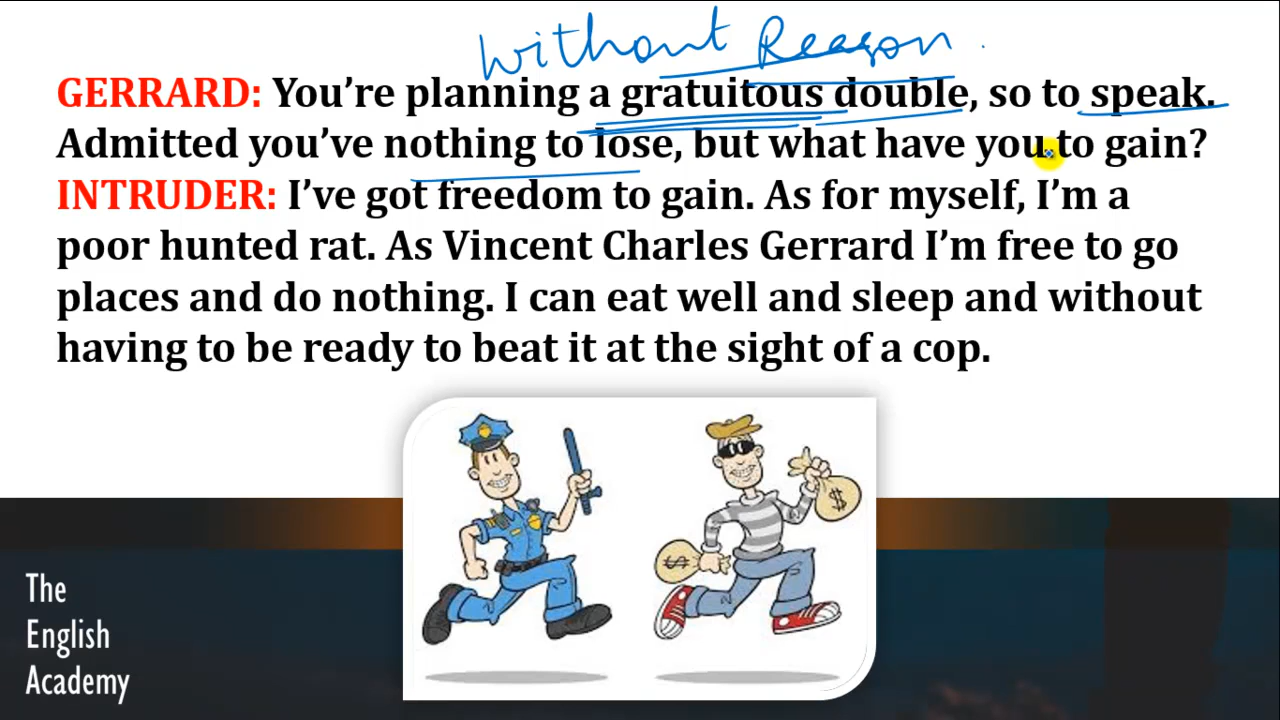 Without Reason.
GERRARD: You're planning a gratuitous double, so to speak.
Admitted you've nothing to lose, but what have you to gain?
INTRUDER: I've got freedom to gain. As for myself, I'm a
poor hunted rat. As Vincent Charles Gerrard I'm free to go
places and do nothing. I can eat well and sleep and without
having to be ready to beat it at the sight of a cop.
$
$
The
English
Academy